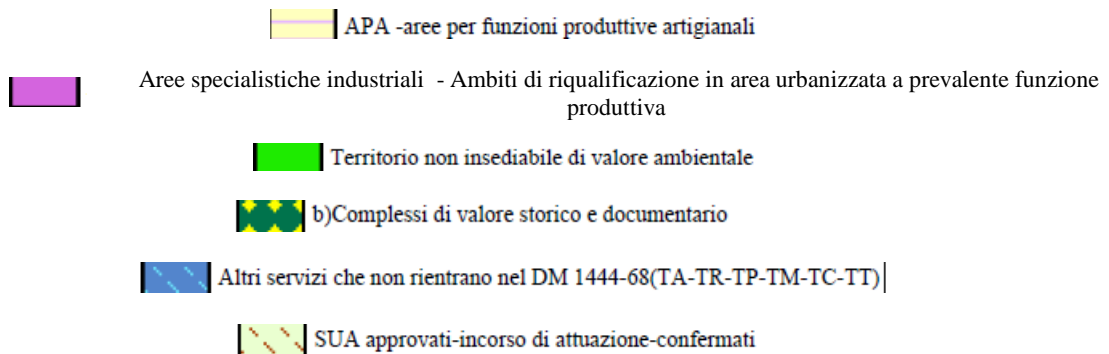 APA -aree per funzioni produttive artigianali
Aree specialistiche industriali - Ambiti di riqualificazione in area urbanizzata a prevalente funzione
produttiva
Territorio non insediabile di valore ambientale
b)Complessi di valore storico e documentario
Altri servizi che non rientrano nel DM 1444-68(TA-TR-TP-TM-TC-TT)
SUA approvati-incorso di attuazione-confermati